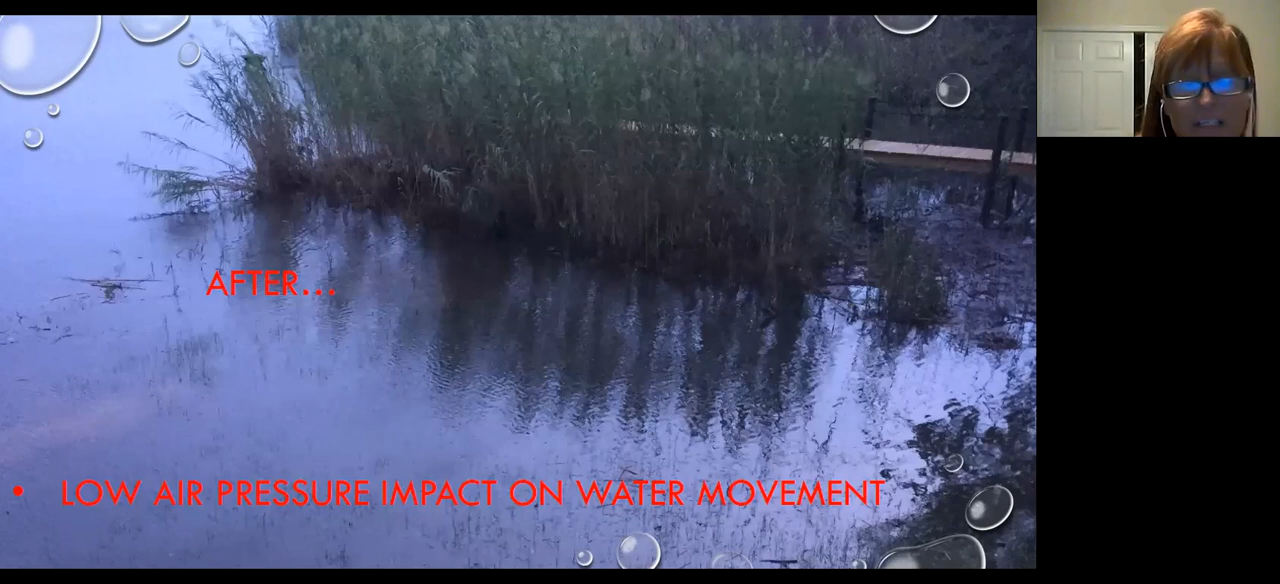 AFTER...
• LOW AIR PRESSURE IMPACT ON WATER MOVEMENT